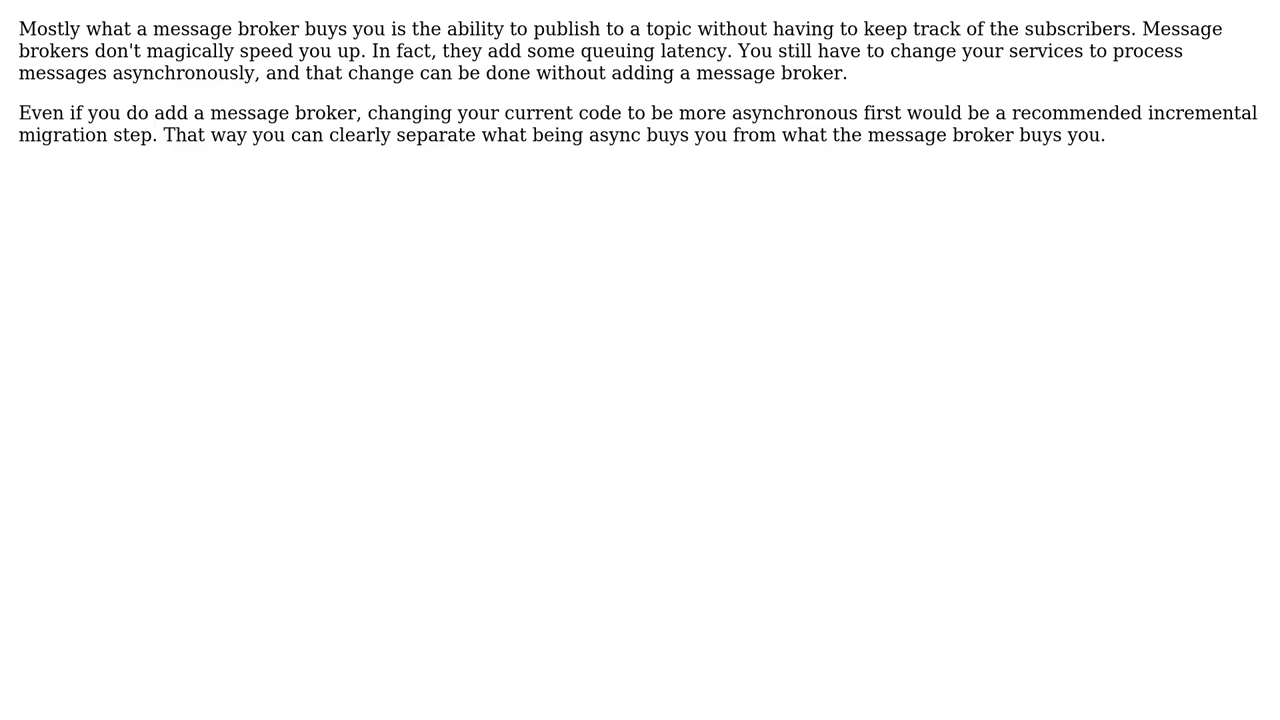 Mostly what a message broker buys you is the ability to publish to a topic without having to keep track of the subscribers. Message
brokers don't magically speed you up. In fact, they add some queuing latency. You still have to change your services to process
messages asynchronously, and that change can be done without adding a message broker.
Even if you do add a message broker, changing your current code to be more asynchronous first would be a recommended incremental
migration step. That way you can clearly separate what being async buys you from what the message broker buys you.